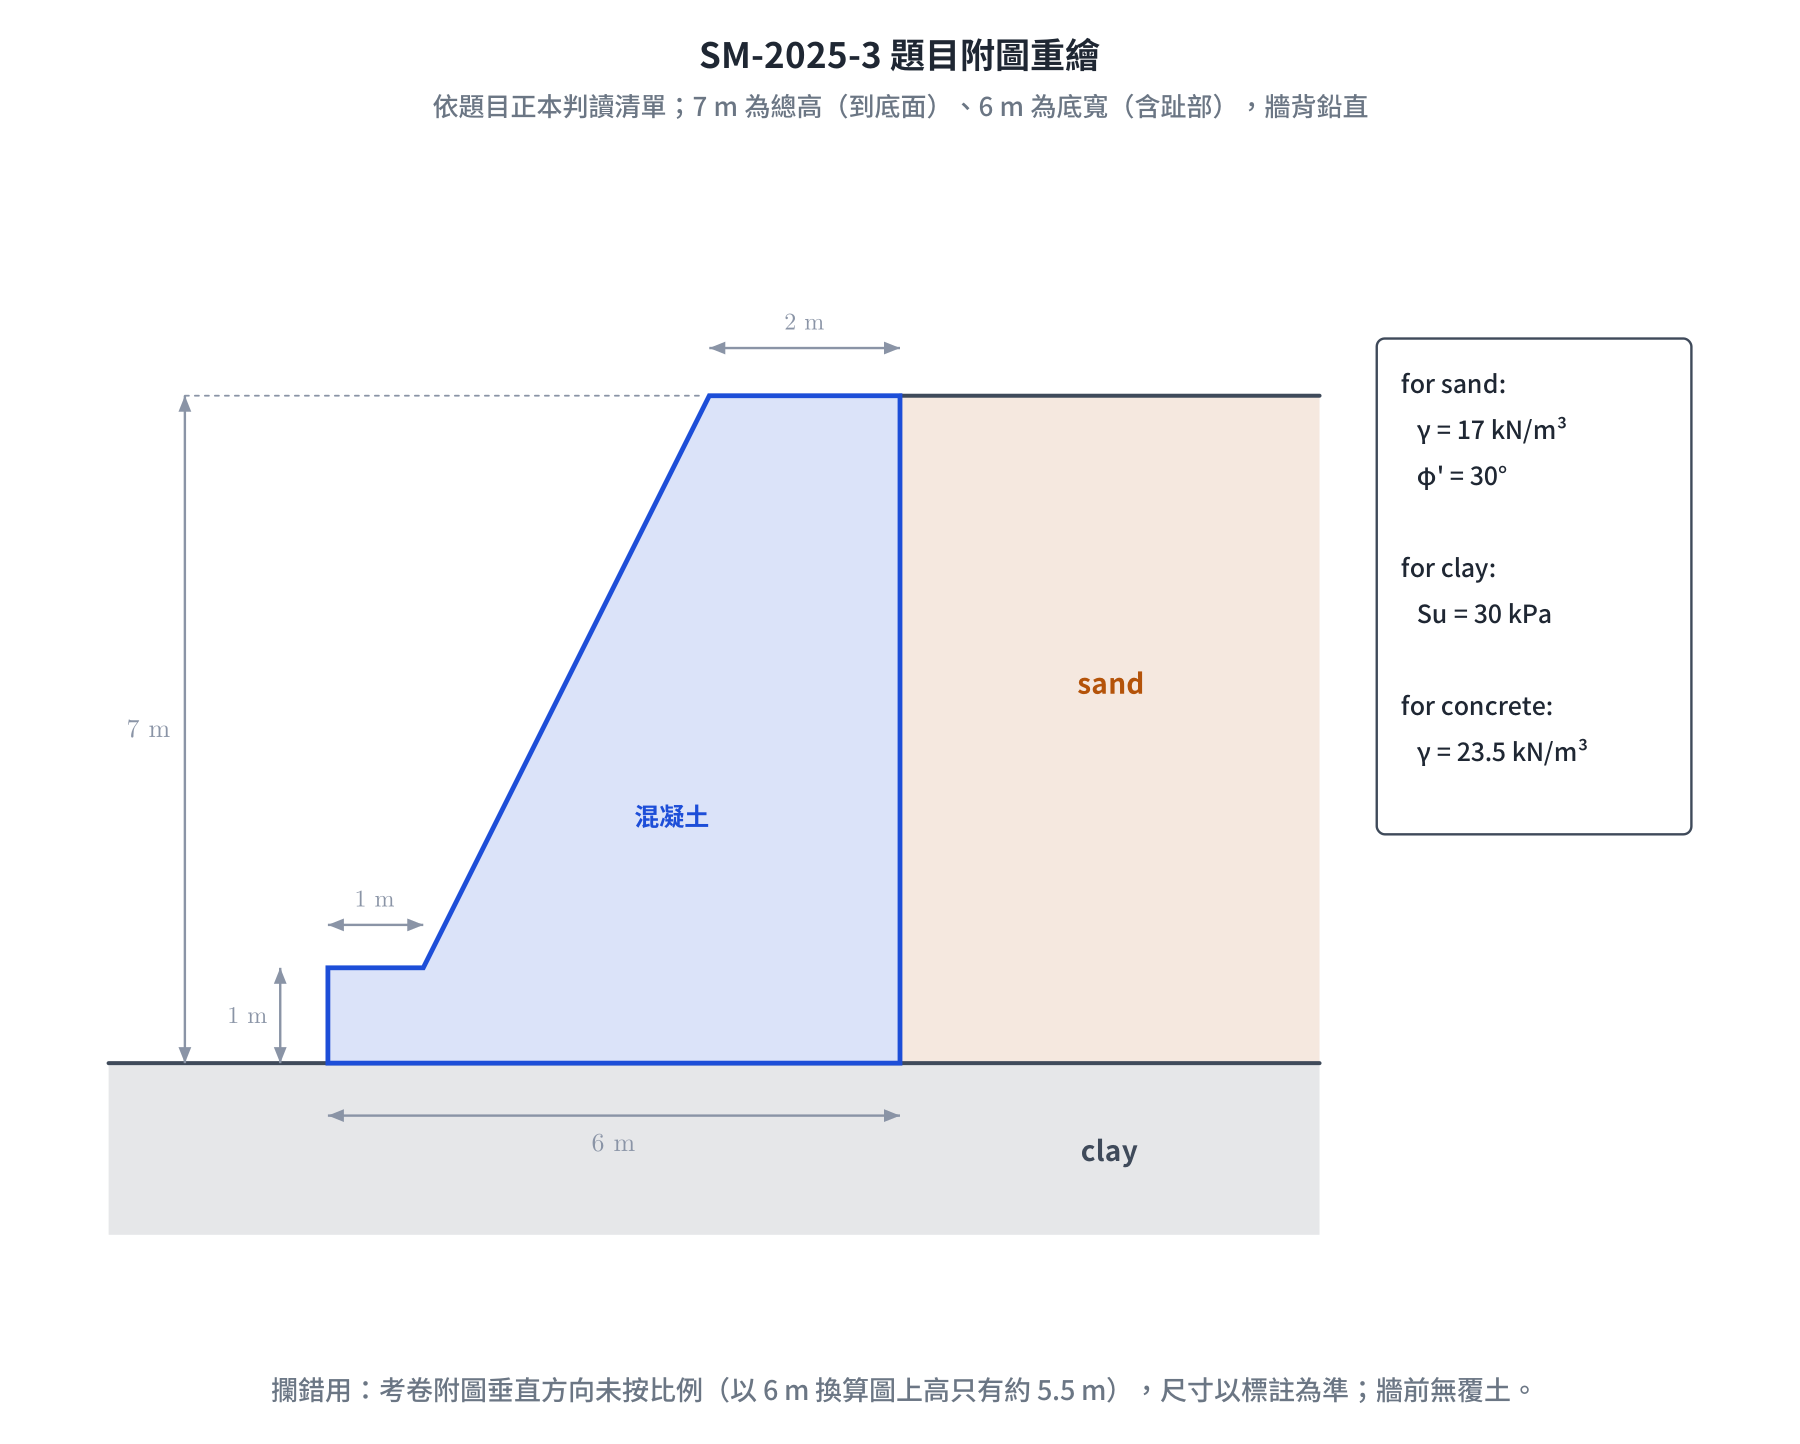 SM-2025-3 題目附圖重繪
依題目正本判讀清單；7 m 為總高（到底面）、6 m 為底寬（含趾部），牆背鉛直
2 m
for sand:
γ = 17 kN/m³
ϕ' = 30°
for clay:
Su = 30 kPa
for concrete:
γ = 23.5 kN/m³
sand
7 m
混凝土
1 m
1 m
6 m
clay
攔錯用：考卷附圖垂直方向未按比例（以 6 m 換算圖上高只有約 5.5 m），尺寸以標註為準；牆前無覆土。